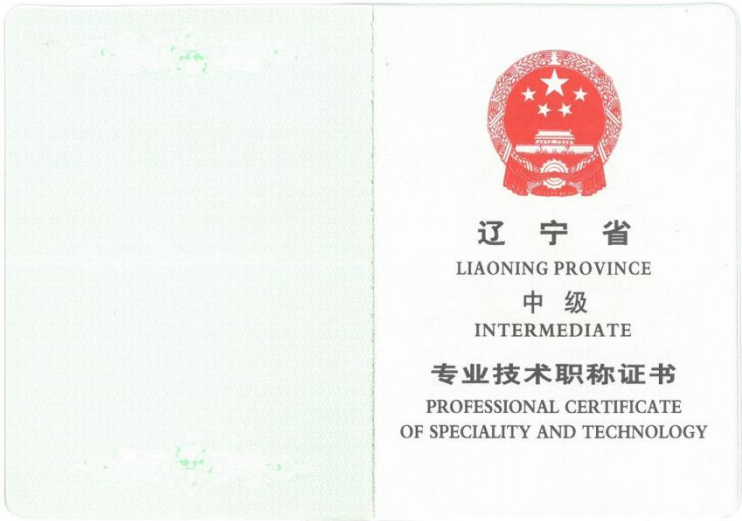 辽宁省
LIAONING PROVINCE
中级
INTERMEDIATE
专业技术职称证书
PROFESSIONAL CERTIFICATE
OF SPECIALITY AND TECHNOLOGY